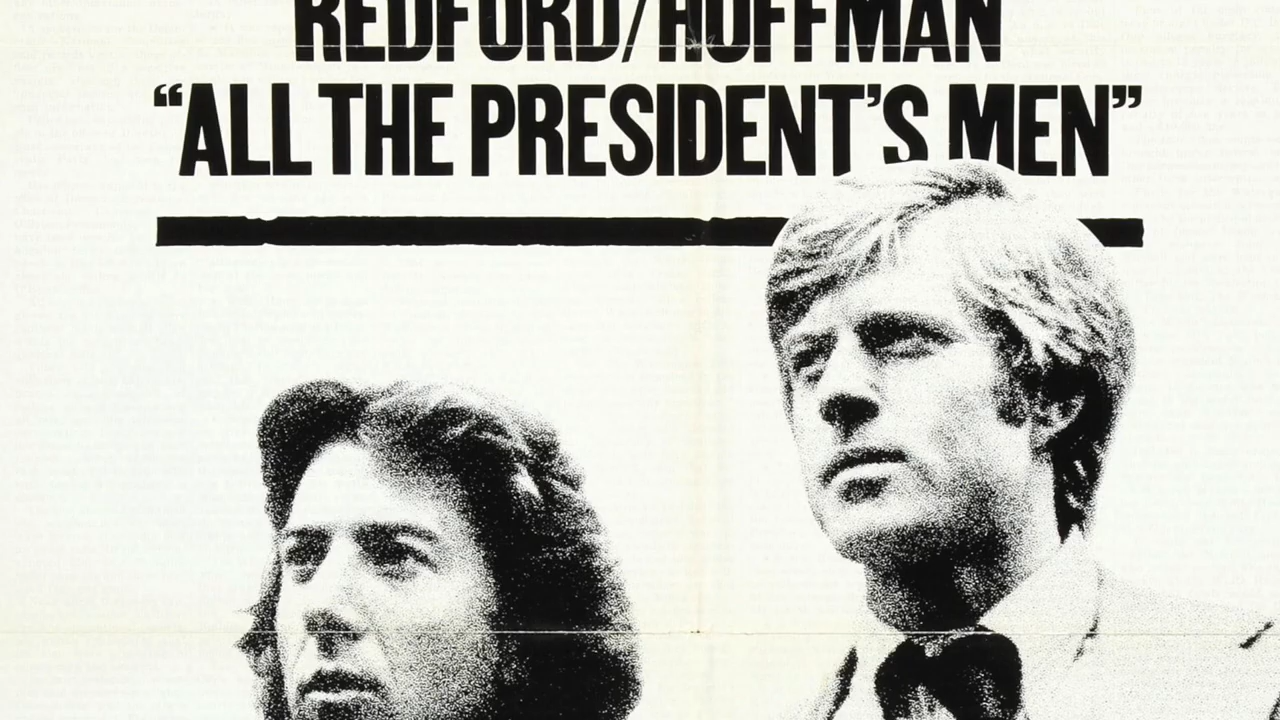 REDFORD/HOFFMAN
“ALL THE PRESIDENT’S MEN”